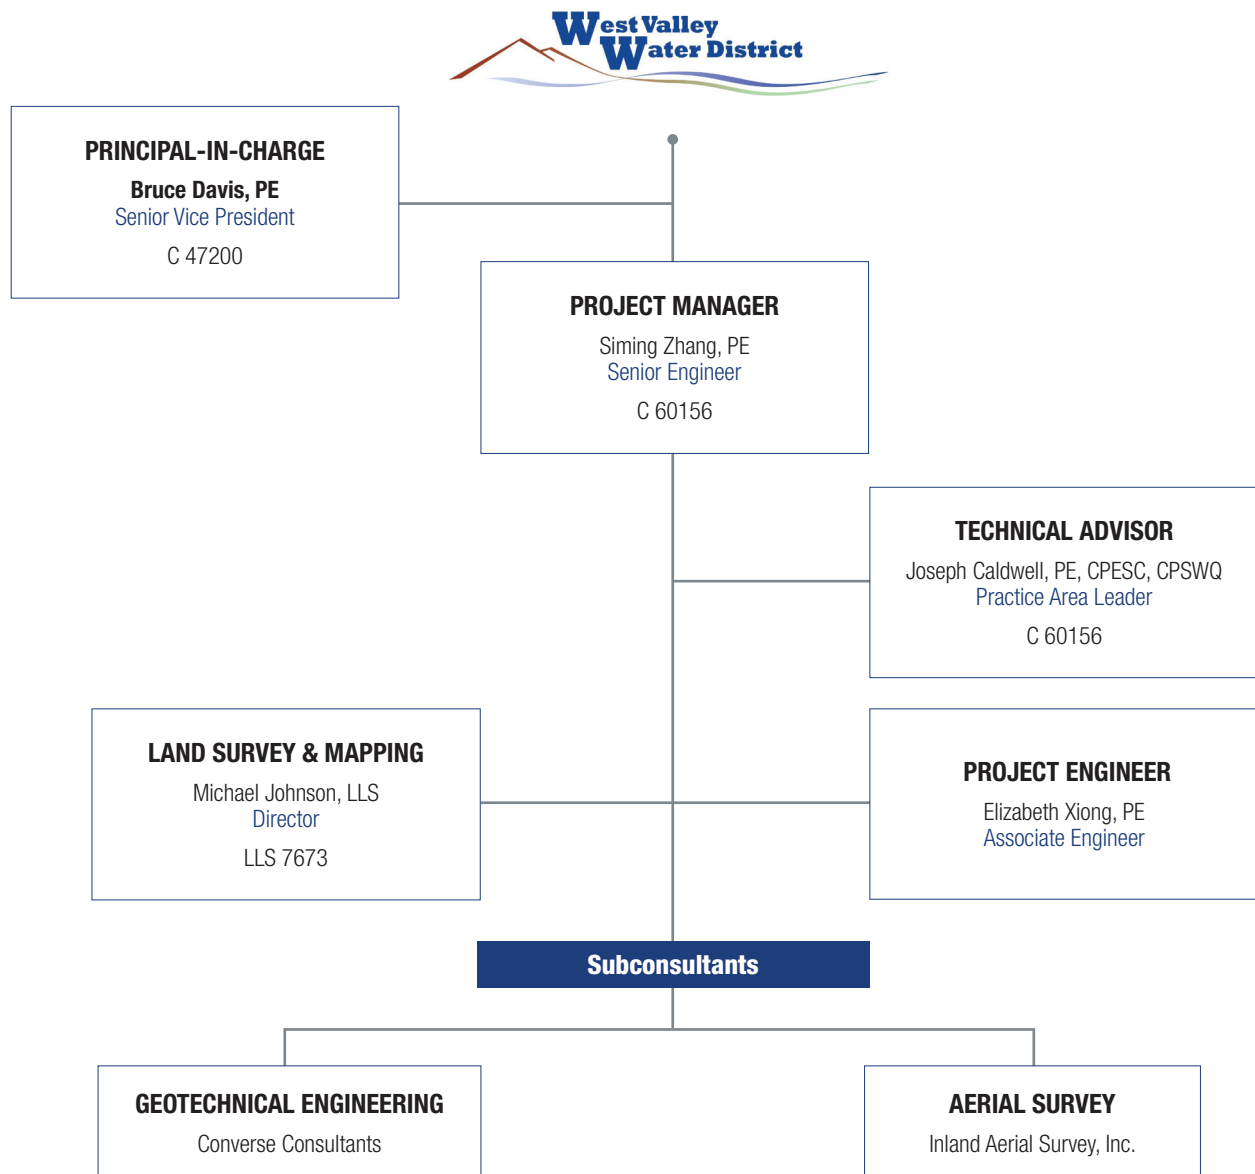 West Valley
Water District
PRINCIPAL-IN-CHARGE
Bruce Davis, PE
Senior Vice President
C 47200
PROJECT MANAGER
Siming Zhang, PE
Senior Engineer
C 60156
TECHNICAL ADVISOR
Joseph Caldwell, PE, CPESC, CPSWQ
Practice Area Leader
C 60156
LAND SURVEY & MAPPING
Michael Johnson, LLS
Director
LLS 7673
PROJECT ENGINEER
Elizabeth Xiong, PE
Associate Engineer
Subconsultants
GEOTECHNICAL ENGINEERING
Converse Consultants
AERIAL SURVEY
Inland Aerial Survey, Inc.